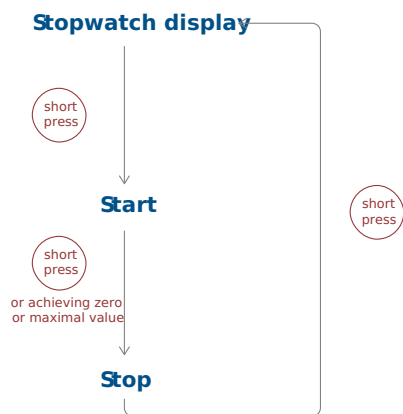 Stopwatch display
short
press
Start
short
press
short
press
or achieving zero
or maximal value
Stop